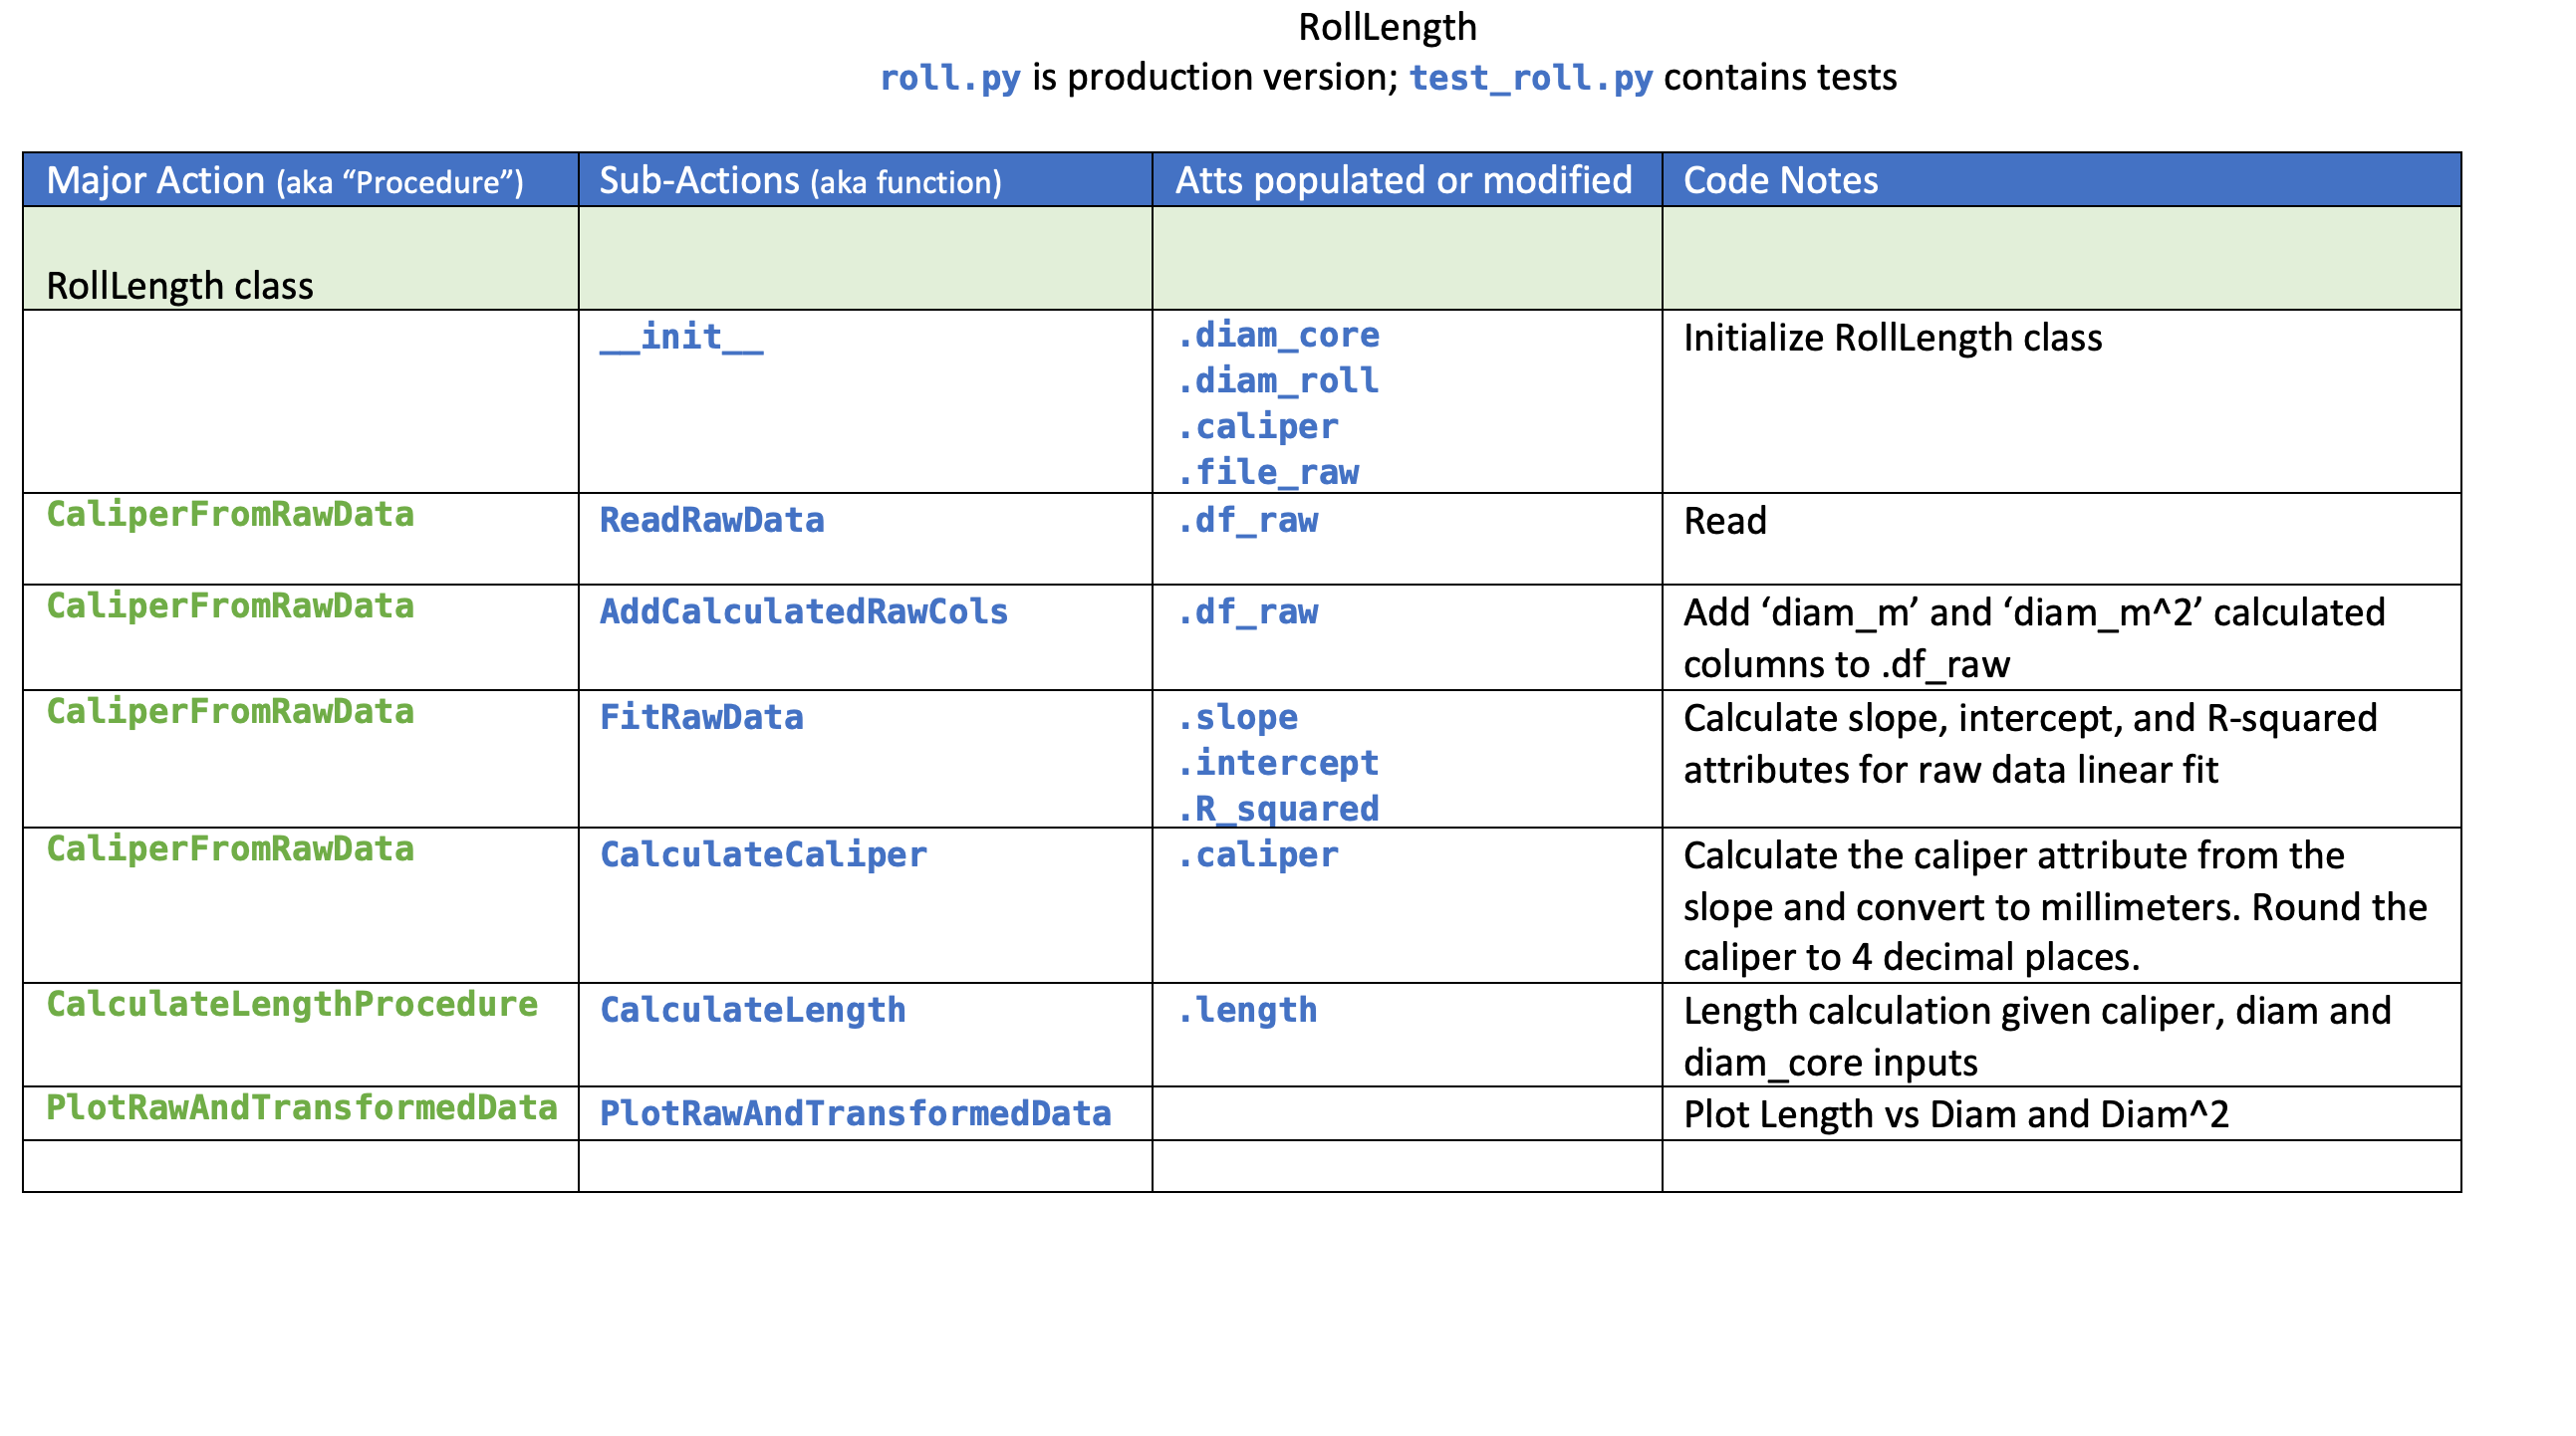 RollLength
roll.py is production version; test_roll.py contains tests
Major Action (aka “Procedure”) Sub-Actions (aka function) Atts populated or modified Code Notes
RollLength class
__init__ .diam_core Initialize RollLength class
.diam_roll
.caliper
.file_raw
CaliperFromRawData ReadRawData .df_raw Read
CaliperFromRawData AddCalculatedRawCols .df_raw Add ‘diam_m’ and ‘diam_m^2’ calculated
columns to .df_raw
CaliperFromRawData FitRawData .slope Calculate slope, intercept, and R-squared
.intercept attributes for raw data linear fit
.R_squared
CaliperFromRawData CalculateCaliper .caliper Calculate the caliper attribute from the
slope and convert to millimeters. Round the
caliper to 4 decimal places.
CalculateLengthProcedure CalculateLength .length Length calculation given caliper, diam and
diam_core inputs
PlotRawAndTransformedData PlotRawAndTransformedData Plot Length vs Diam and Diam^2